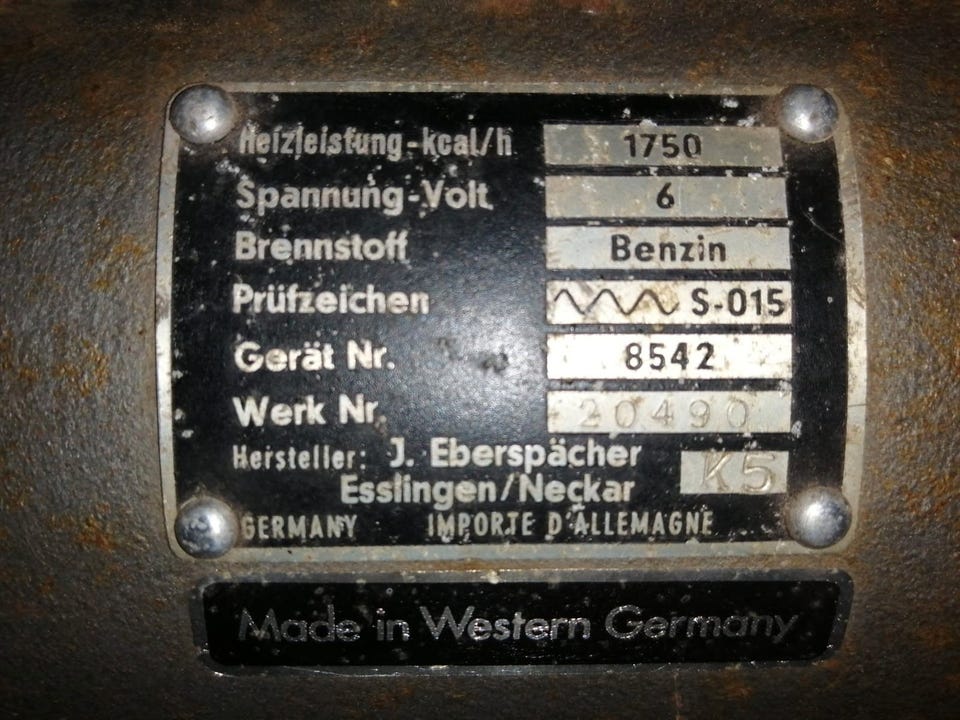 Heizleistung-kcal/h 1750
Spannung-Volt 6
Brennstoff Benzin
Prüfzeichen S-015
Gerät Nr. 8542
Werk Nr. 20490
Hersteller: J. Eberspächer
Esslingen/Neckar K5
GERMANY IMPORTE D'ALLEMAGNE
Made in Western Germany